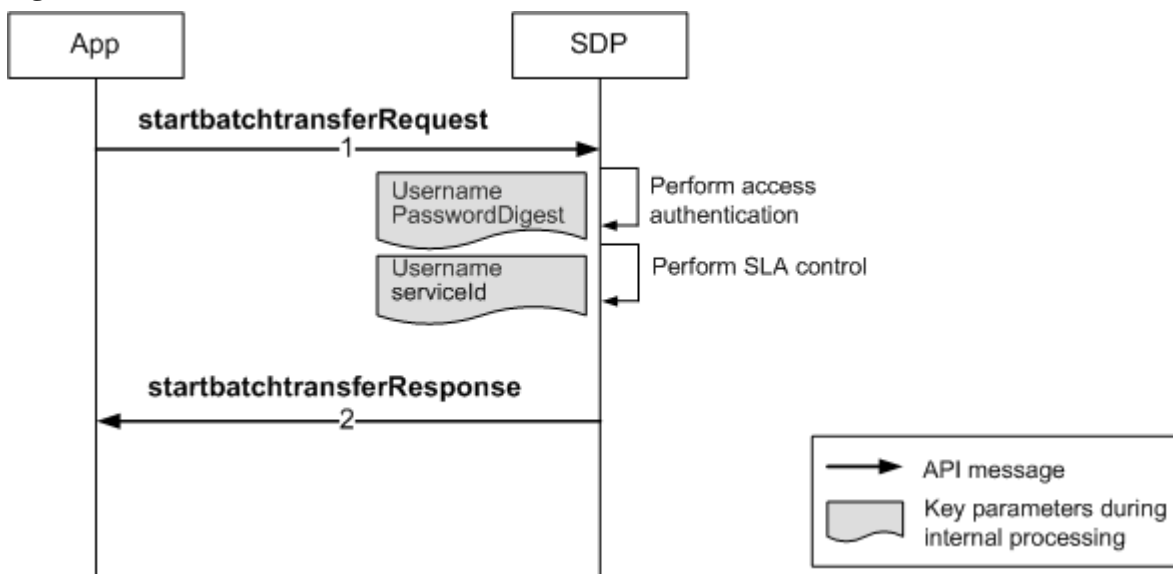 App
SDP
startbatchtransferRequest
1
Username
PasswordDigest
Perform access
authentication
Username
serviceId
Perform SLA control
startbatchtransferResponse
2
API message
Key parameters during
internal processing